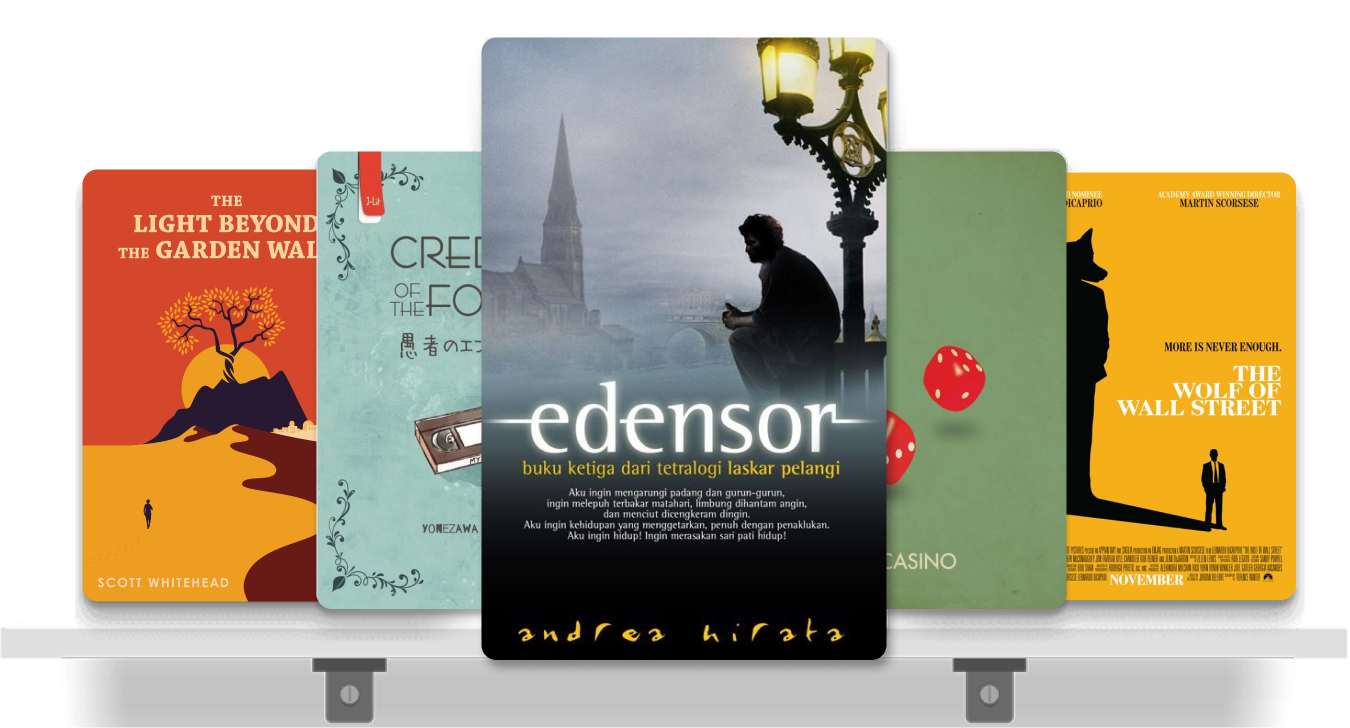 THE
LIGHT BEYOND
THE GARDEN WAL
SCOTT WHITEHEAD
J-Lit
CRED
OF
THE FO
愚者のエン
YONEZAWA
edensor
buku ketiga dari tetralogi laskar pelangi
Aku ingin mengarungi padang dan gurun-gurun,
ingin melepuh terbakar matahari, limbung dihantam angin,
dan menciut dicengkeram dingin.
Aku ingin kehidupan yang menggetarkan, penuh dengan penaklukan.
Aku ingin hidup! Ingin merasakan sari pati hidup!
andrea hirata
CASINO
NOMINEE
DICAPRIO
ACADEMY AWARD WINNING DIRECTOR
MARTIN SCORSESE
MORE IS NEVER ENOUGH.
THE
WOLF OF
WALL STREET
NOVEMBER